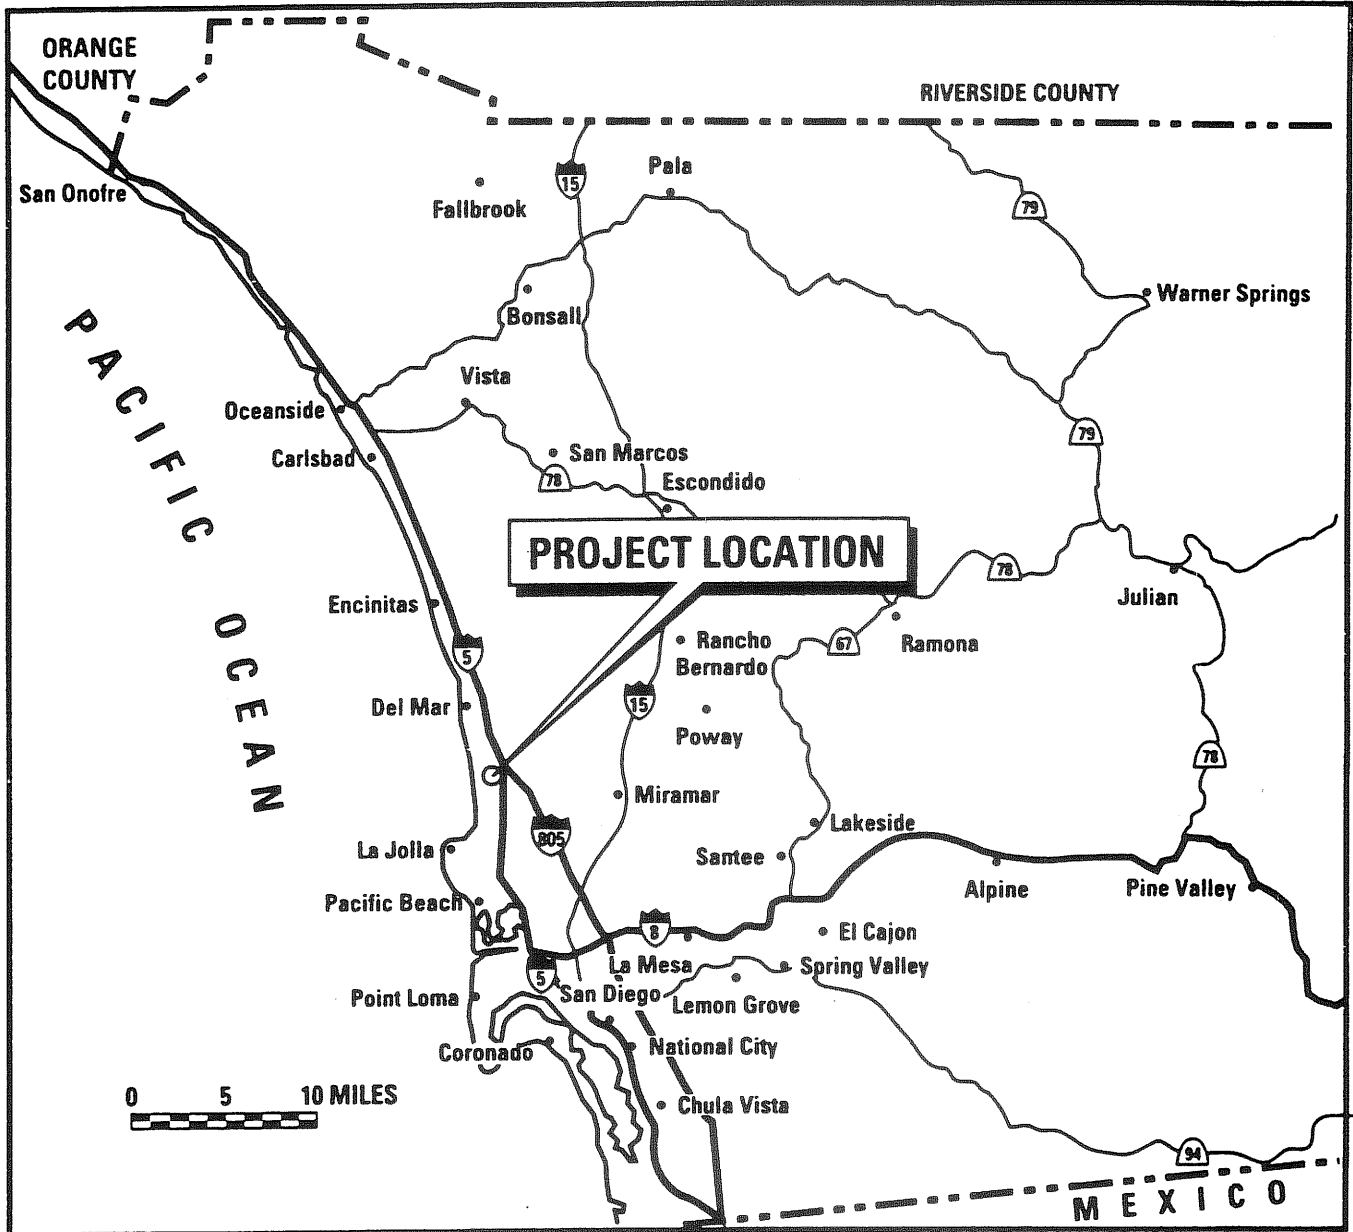 ORANGE
COUNTY
RIVERSIDE COUNTY
San Onofre
Fallbrook
15
Pala
79
Warner Springs
Bonsall
PACIFIC OCEAN
Vista
Oceanside
79
Carlsbad
San Marcos
78
Escondido
PROJECT LOCATION
78
Julian
Encinitas
Ramona
67
Rancho
Bernardo
5
15
Del Mar
Poway
78
Miramar
805
Lakeside
La Jolla
Santee
Alpine
Pine Valley
Pacific Beach
8
El Cajon
La Mesa
Spring Valley
5
San Diego
Lemon Grove
Point Loma
Coronado
National City
0 5 10 MILES
Chula Vista
94
MEXICO